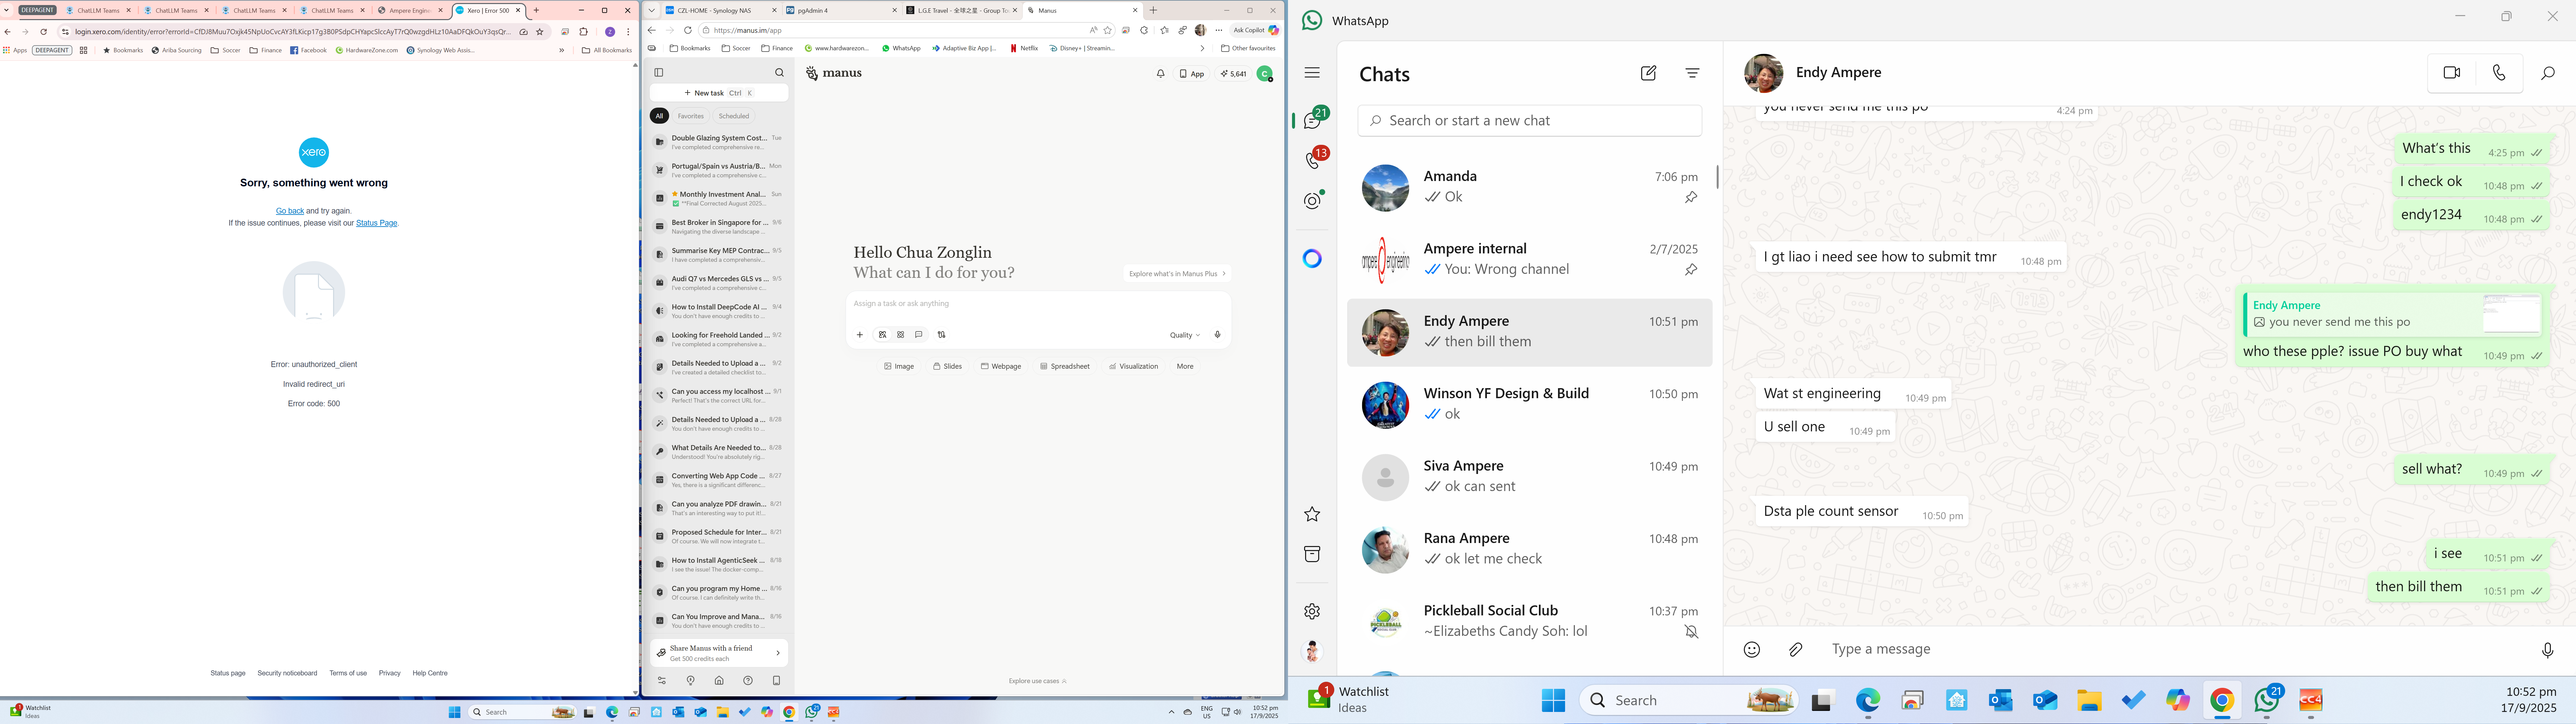 DEEPAGENT
ChatLLM Teams
ChatLLM Teams
ChatLLM Teams
ChatLLM Teams
Ampere Engin
Xero | Error 500
Apps
DEEPAGENT
Bookmarks
Ariba Sourcing
Soccer
Finance
Facebook
HardwareZone.com
Synology Web Assis...
All Bookmarks
xero
Sorry, something went wrong
Go back and try again.
If the issue continues, please visit our Status Page.
Error: unauthorized_client
Invalid redirect_uri
Error code: 500
Status page
Security noticeboard
Terms of use
Privacy
Help Centre
CZL-HOME - Synology NAS
pgAdmin 4
L.G.E Travel - 全球之星 - Group To
Manus
https://manus.im/app
Ask Copilot
Bookmarks
Soccer
Finance
www.hardwarezon...
WhatsApp
Adaptive Biz App |...
Netflix
Disney+ | Streamin...
Other favourites
manus
App
5,641
C
New task Ctrl K
All
Favorites
Scheduled
Double Glazing System Cost... Tue
I've completed comprehensive re...
Portugal/Spain vs Austria/B... Mon
I've completed a comprehensive c...
Monthly Investment Anal... Sun
**Final Corrected August 2025...
Best Broker in Singapore for ... 9/6
Navigating the diverse landscape ...
Summarise Key MEP Contrac... 9/5
I have completed a comprehensiv...
Audi Q7 vs Mercedes GLS vs ... 9/5
I've completed a comprehensive c...
How to Install DeepCode AI ... 9/4
You don't have enough credits to ...
Looking for Freehold Landed ... 9/2
I've completed a comprehensive a...
Details Needed to Upload a ... 9/2
I've created a detailed checklist to...
Can you access my localhost ... 9/1
Perfect! That's the correct URL for...
Details Needed to Upload a ... 8/28
You don't have enough credits to ...
What Details Are Needed to... 8/28
Understood! You're absolutely rig...
Converting Web App Code ... 8/27
Yes, there is a significant differenc...
Can you analyze PDF drawin... 8/21
That's an interesting way to put it!...
Proposed Schedule for Inter... 8/21
Of course. We will now integrate t...
How to Install AgenticSeek ... 8/18
I see the issue! The docker-comp...
Can you program my Home ... 8/16
Of course. I can definitely write th...
Can You Improve and Mana... 8/16
You don't have enough credits to ...
Share Manus with a friend
Get 500 credits each
Hello Chua Zonglin
What can I do for you?
Explore what's in Manus Plus
Assign a task or ask anything
Quality
Image
Slides
Webpage
Spreadsheet
Visualization
More
Explore use cases
WhatsApp
Chats
21
13
Search or start a new chat
Amanda 7:06 pm
Ok
Ampere internal 2/7/2025
You: Wrong channel
Endy Ampere 10:51 pm
then bill them
Winson YF Design & Build 10:50 pm
ok
Siva Ampere 10:49 pm
ok can sent
Rana Ampere 10:48 pm
ok let me check
Pickleball Social Club 10:37 pm
~Elizabeths Candy Soh: lol
Endy Ampere
you never send me this po 4:24 pm
What's this 4:25 pm
I check ok 10:48 pm
endy1234 10:48 pm
I gt liao i need see how to submit tmr 10:48 pm
Endy Ampere
you never send me this po
who these pple? issue PO buy what 10:49 pm
Wat st engineering 10:49 pm
U sell one 10:49 pm
sell what? 10:49 pm
Dsta ple count sensor 10:50 pm
i see 10:51 pm
then bill them 10:51 pm
Type a message
1
Watchlist
Ideas
Search
ENG
US
10:52 pm
17/9/2025
1
Watchlist
Ideas
Search
21
CC4
10:52 pm
17/9/2025